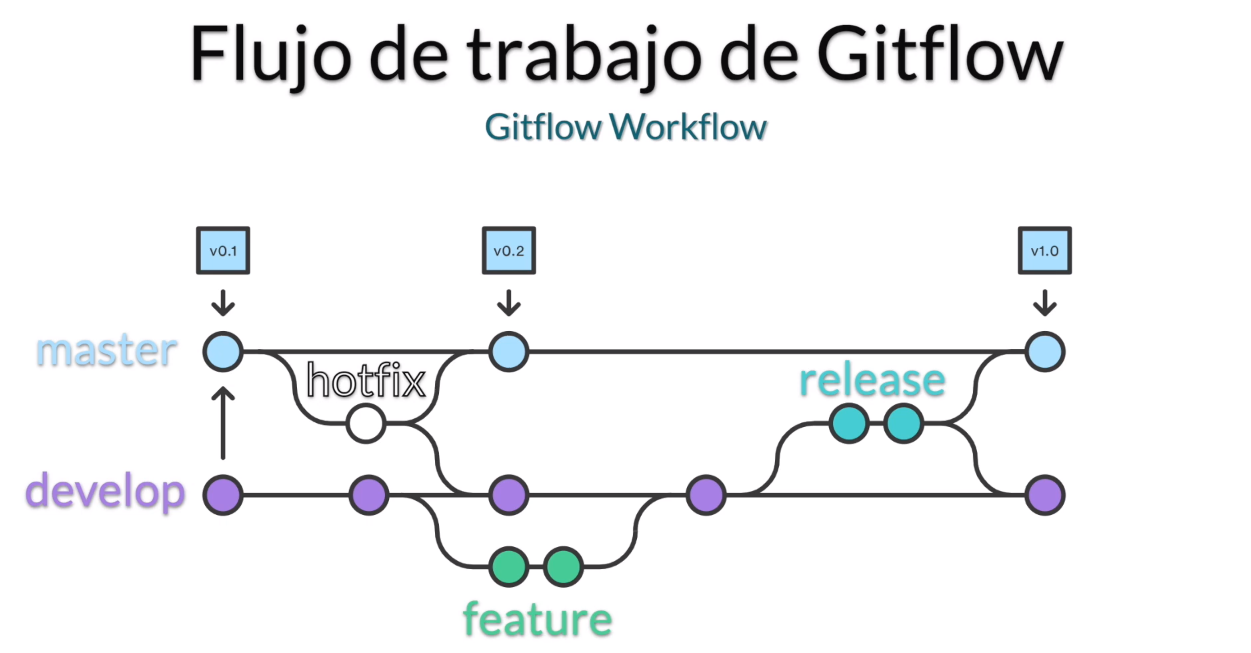 Flujo de trabajo de Gitflow
Gitflow Workflow
v0.1
v0.2
v1.0
master
hotfix
release
develop
feature